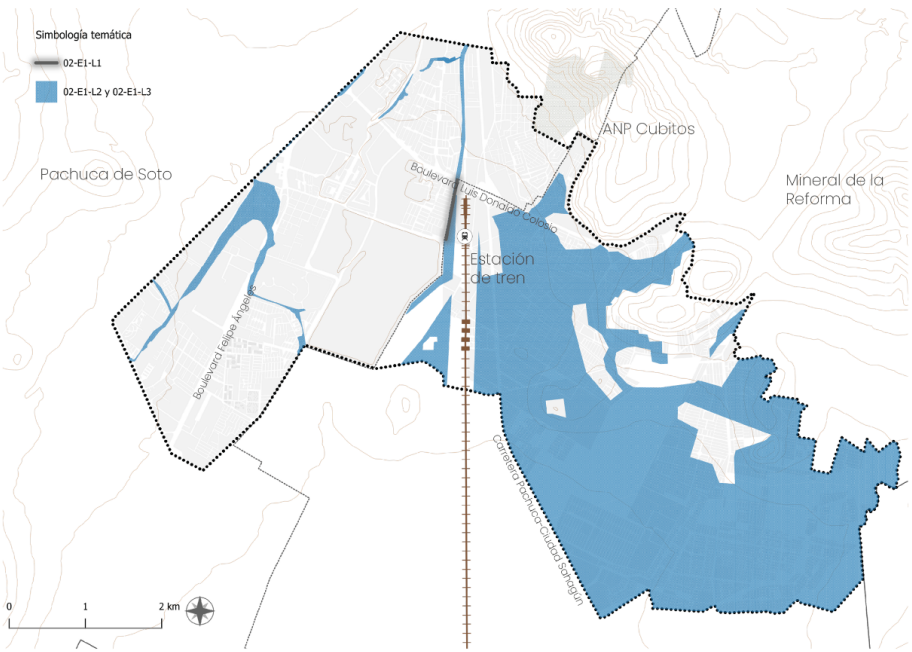 Simbología temática
02-E1-L1
02-E1-L2 y 02-E1-L3
ANP Cubitos
Pachuca de Soto
Boulevard Luis Donaldo Colosio
Mineral de la
Reforma
Estación
de tren
Boulevard Felipe Ángeles
Carretera Pachuca-Ciudad Sahagún
0 1 2 km